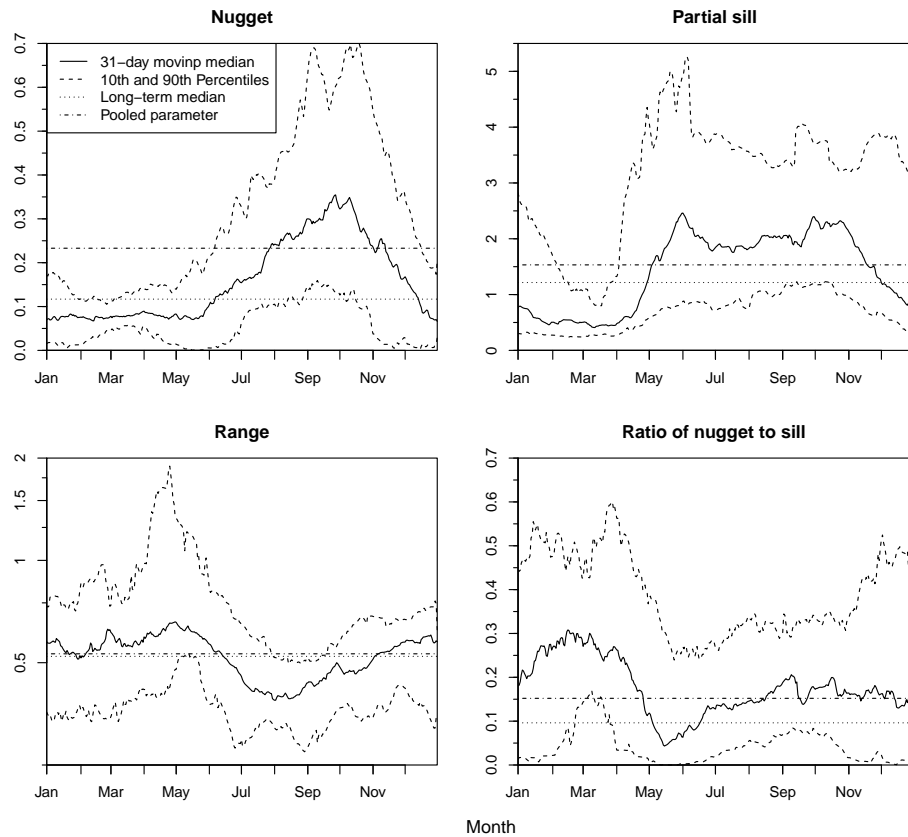 Nugget
0.7
0.6
0.5
0.4
0.3
0.2
0.1
0.0
31−day movinp median
10th and 90th Percentiles
Long−term median
Pooled parameter
Jan Mar May Jul Sep Nov
Partial sill
5
4
3
2
1
0
Jan Mar May Jul Sep Nov
Range
2
1.5
1
0.5
Jan Mar May Jul Sep Nov
Ratio of nugget to sill
0.7
0.6
0.5
0.4
0.3
0.2
0.1
0.0
Jan Mar May Jul Sep Nov
Month